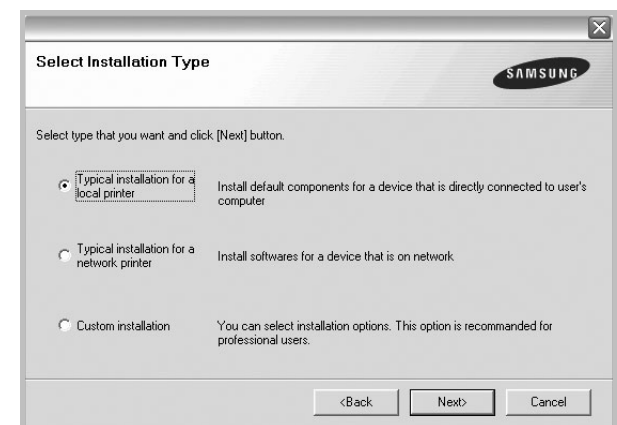 Select Installation Type
SAMSUNG
Select type that you want and click [Next] button.
Typical installation for a
local printer
Install default components for a device that is directly connected to user's
computer
Typical installation for a
network printer
Install softwares for a device that is on network
Custom installation
You can select installation options. This option is recommanded for
professional users.
<Back Next> Cancel